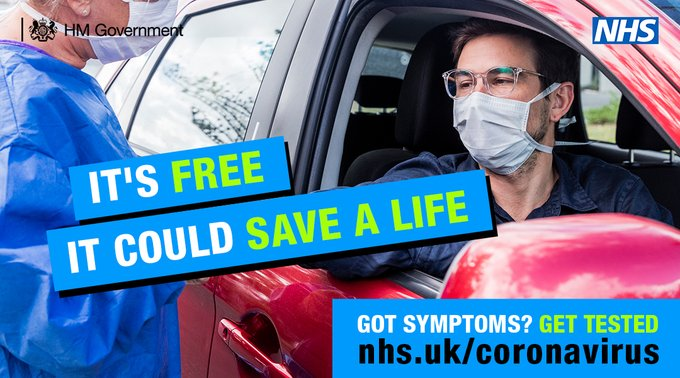 HM Government
NHS
IT'S FREE
IT COULD SAVE A LIFE
GOT SYMPTOMS? GET TESTED
nhs.uk/coronavirus